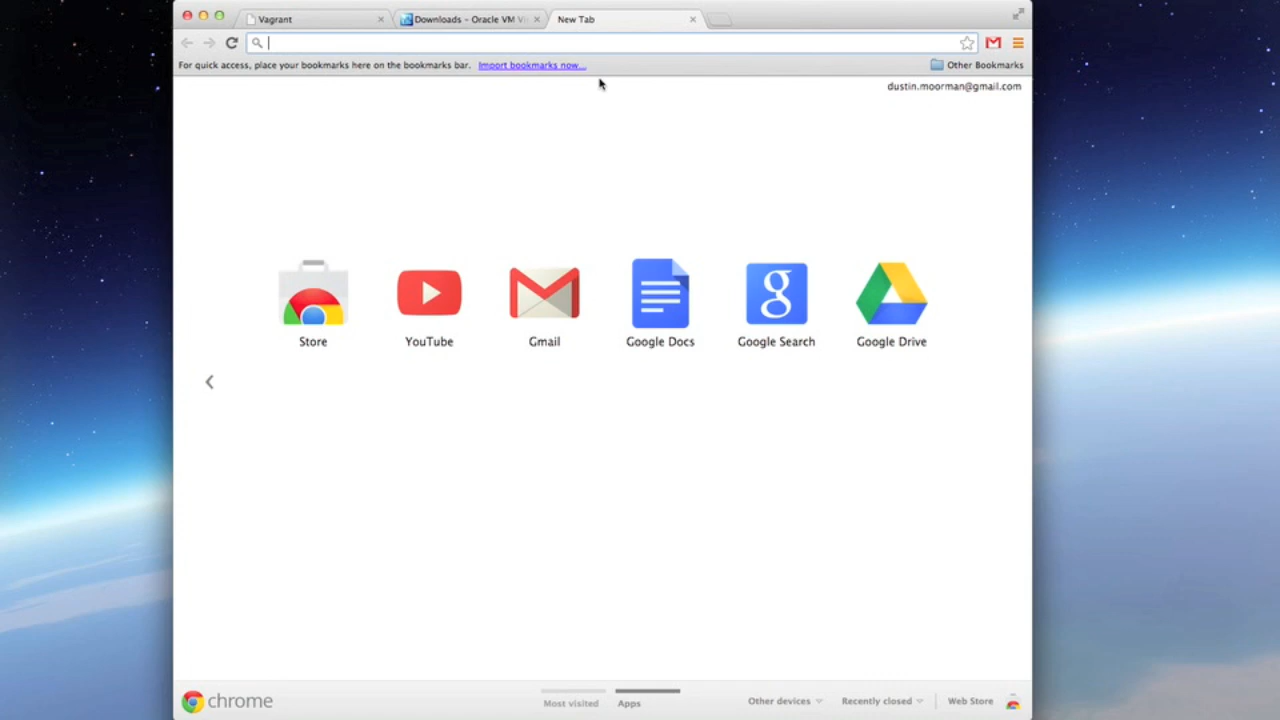 Vagrant
Downloads – Oracle VM Vi
New Tab
For quick access, place your bookmarks here on the bookmarks bar. Import bookmarks now...
Other Bookmarks
dustin.moorman@gmail.com
Store
YouTube
Gmail
Google Docs
Google Search
Google Drive
chrome
Most visited
Apps
Other devices
Recently closed
Web Store